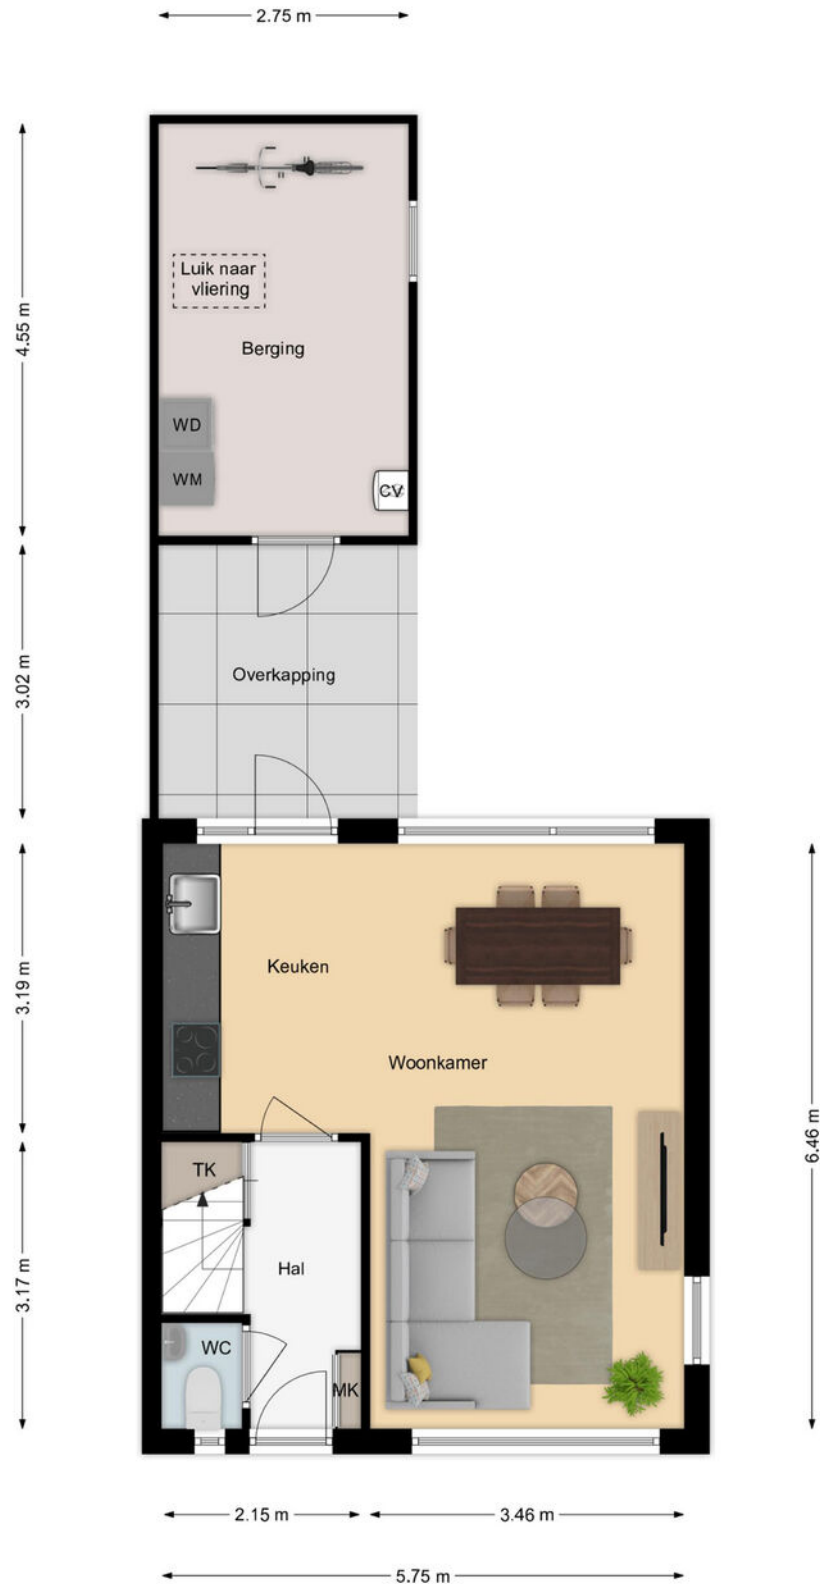 2.75 m
4.55 m
Luik naar
vliering
Berging
WD
WM
CV
3.02 m
Overkapping
3.19 m
Keuken
Woonkamer
6.46 m
TK
3.17 m
Hal
WC
MK
2.15 m
3.46 m
5.75 m